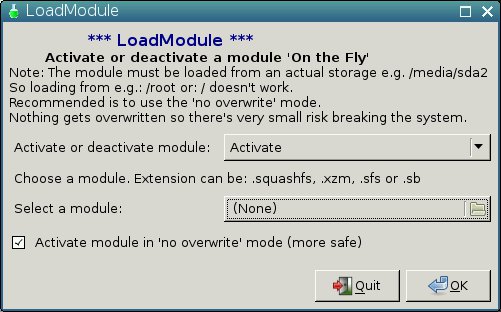 LoadModule
*** LoadModule ***
Activate or deactivate a module 'On the Fly'
Note: The module must be loaded from an actual storage e.g. /media/sda2
So loading from e.g.: /root or: / doesn't work.
Recommended is to use the 'no overwrite' mode.
Nothing gets overwritten so there's very small risk breaking the system.
Activate or deactivate module: Activate
Choose a module. Extension can be: .squashfs, .xzm, .sfs or .sb
Select a module: (None)
Activate module in 'no overwrite' mode (more safe)
Quit OK